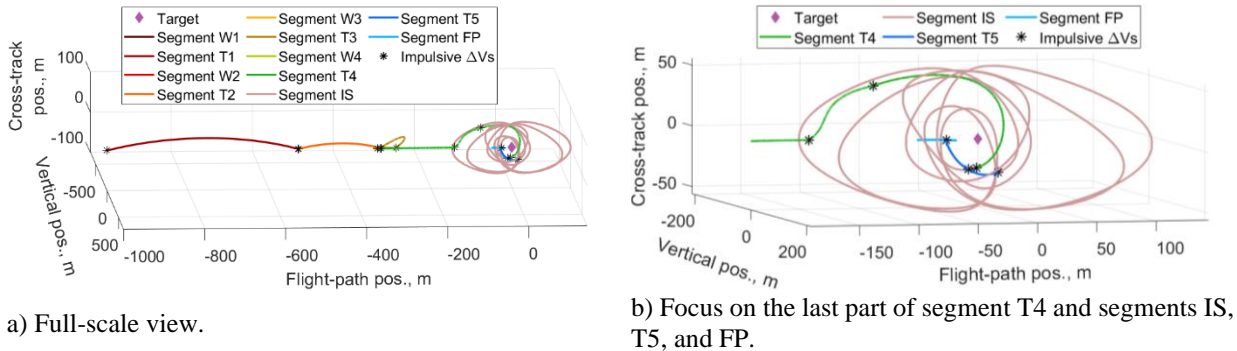 Target
Segment W1
Segment T1
Segment W2
Segment T2
Segment W3
Segment T3
Segment W4
Segment T4
Segment IS
Segment T5
Segment FP
Impulsive ΔVs
Cross-track
pos., m
100
0
-100
Vertical pos., m
-500
0
500
-1000
-800
-600
-400
-200
0
Flight-path pos., m
a) Full-scale view.
Target
Segment T4
Segment IS
Segment T5
Segment FP
Impulsive ΔVs
Cross-track pos., m
50
0
-50
Vertical pos., m
-200
0
200
-150
-100
-50
0
50
100
Flight-path pos., m
b) Focus on the last part of segment T4 and segments IS,
T5, and FP.